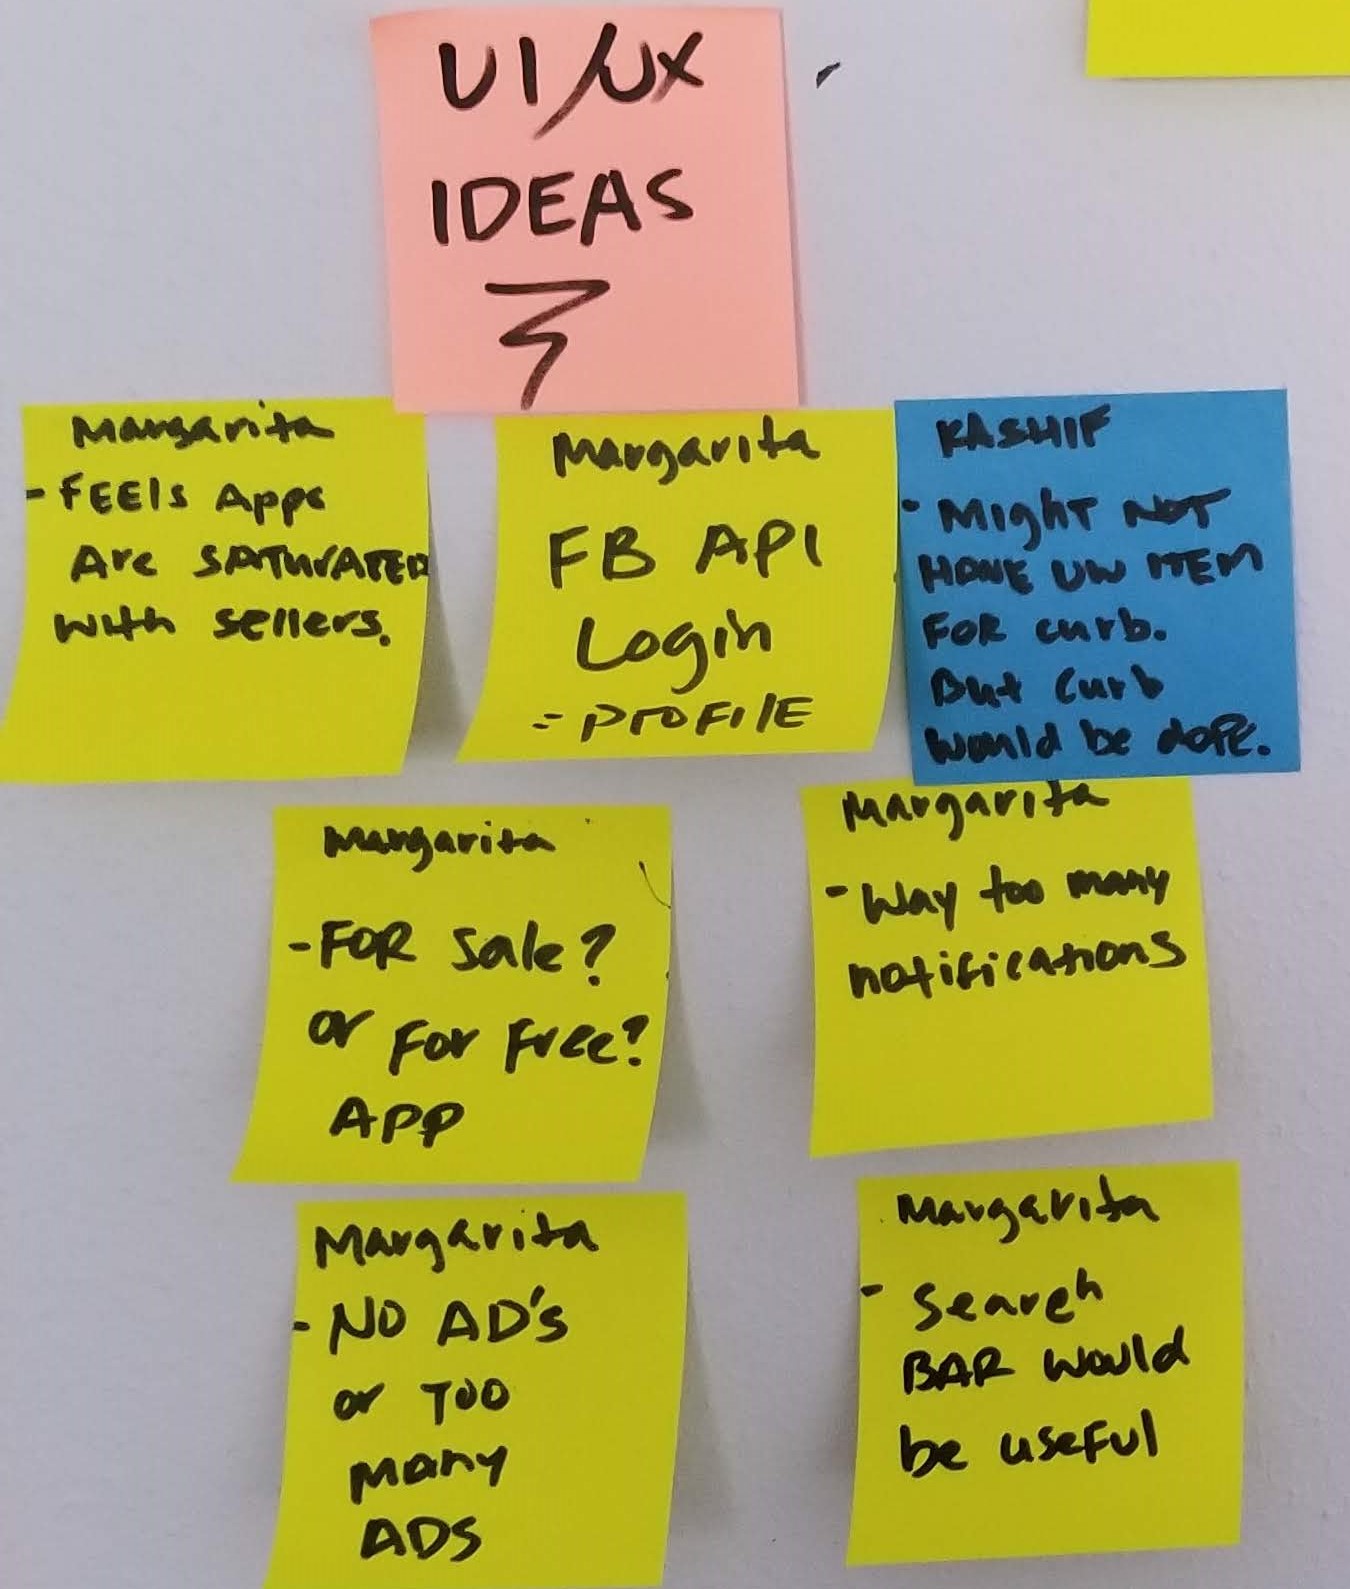 UI/UX
IDEAS
Margarita
- FEEls Apps
Are SATURATED
with sellers.
Margarita
FB API
Login
- PROFILE
KASHIF
- Might NOT
ITEM
FOR curb.
But Curb
would be dope.
Margarita
- FOR Sale?
or For Free?
APP
Margarita
- Way too many
notifications
Margarita
- NO AD's
or TOO
many
ADS
Margarita
- Search
BAR would
be useful